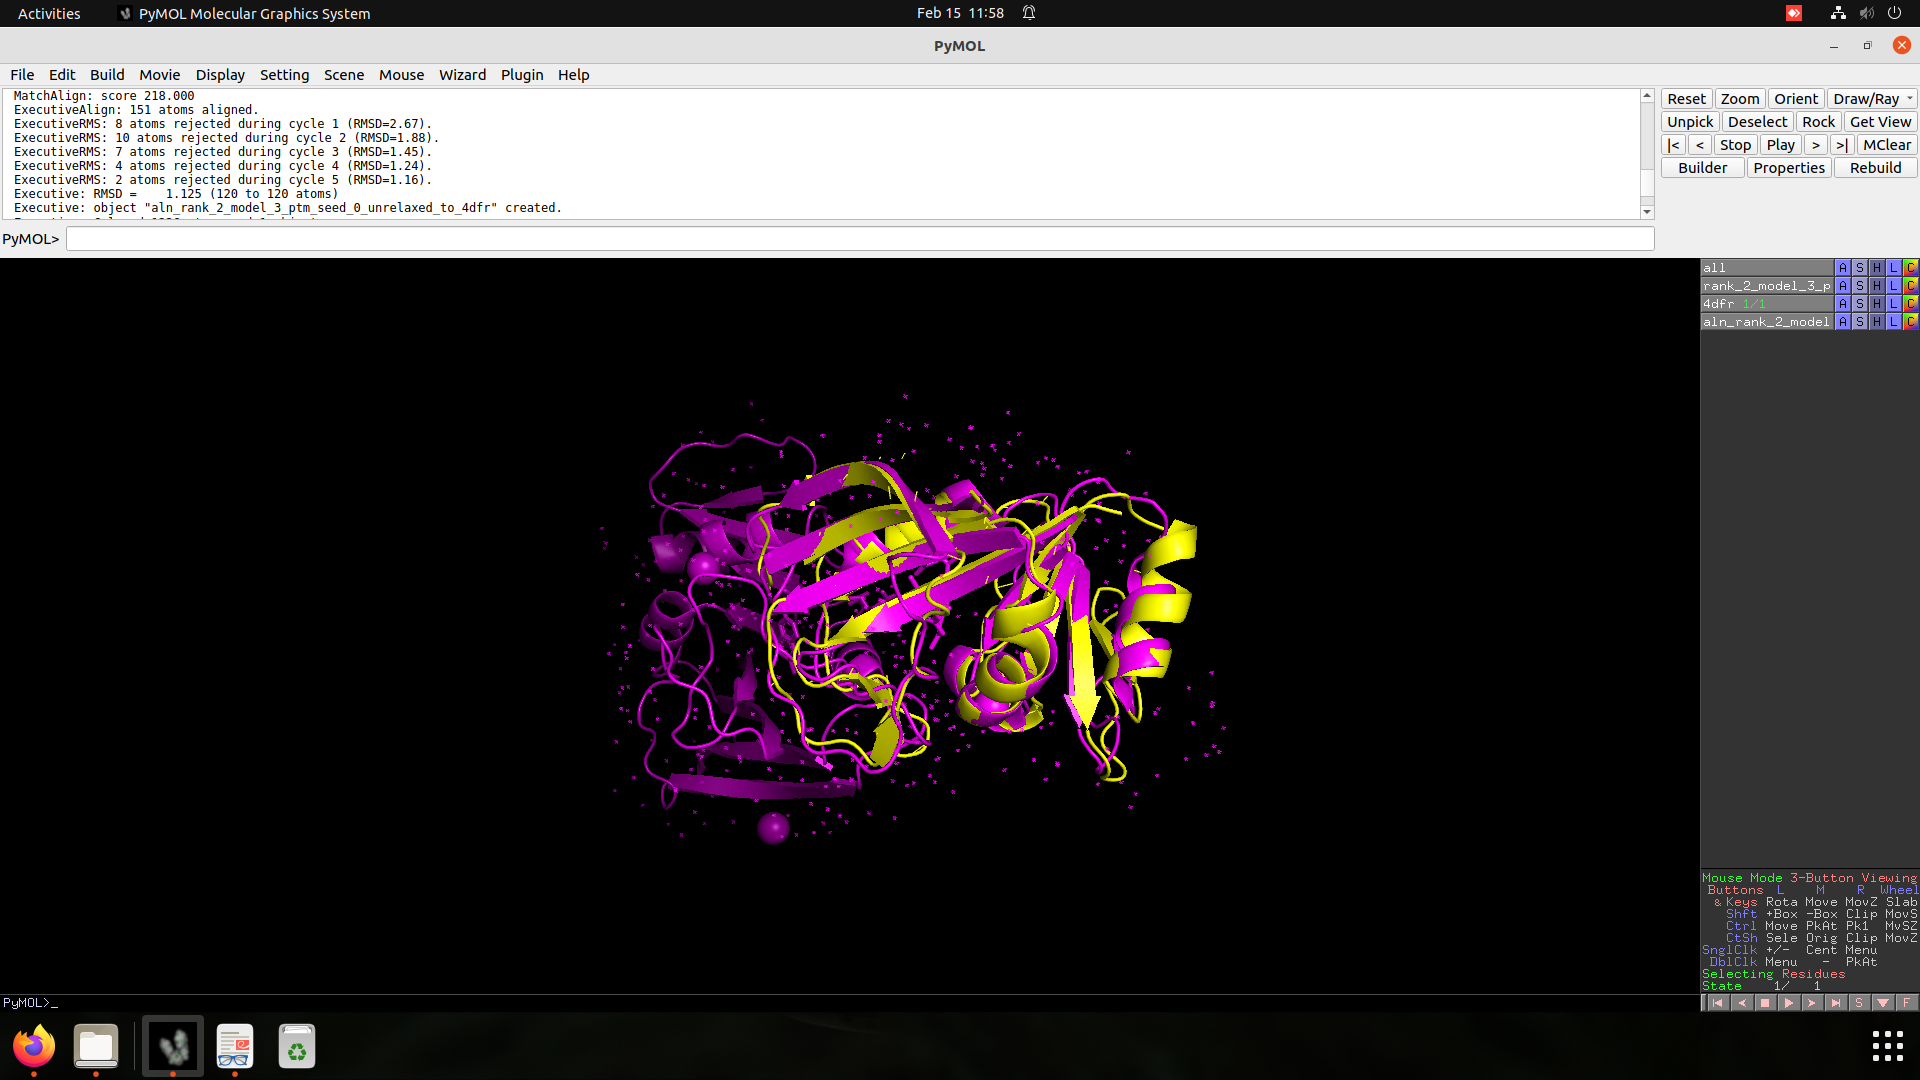 Activities PyMOL Molecular Graphics System Feb 15 11:58
PyMOL
File Edit Build Movie Display Setting Scene Mouse Wizard Plugin Help
MatchAlign: score 218.000
ExecutiveAlign: 151 atoms aligned.
ExecutiveRMS: 8 atoms rejected during cycle 1 (RMSD=2.67).
ExecutiveRMS: 10 atoms rejected during cycle 2 (RMSD=1.88).
ExecutiveRMS: 7 atoms rejected during cycle 3 (RMSD=1.45).
ExecutiveRMS: 4 atoms rejected during cycle 4 (RMSD=1.24).
ExecutiveRMS: 2 atoms rejected during cycle 5 (RMSD=1.16).
Executive: RMSD = 1.125 (120 to 120 atoms)
Executive: object "aln_rank_2_model_3_ptm_seed_0_unrelaxed_to_4dfr" created.
Reset Zoom Orient Draw/Ray
Unpick Deselect Rock Get View
|< < Stop Play > >| MClear
Builder Properties Rebuild
PyMOL>
all A S H L C
rank_2_model_3_p A S H L C
4dfr 1/1 A S H L C
aln_rank_2_model A S H L C
Mouse Mode 3-Button Viewing
Buttons L M R Wheel
& Keys Rota Move MovZ Slab
Shft +Box -Box Clip MovS
Ctrl Move PkAt Pk1 MvSZ
CtSh Sele Orig Clip MovZ
SnglClk +/- Cent Menu
DblClk Menu - PkAt
Selecting Residues
State 1/ 1
PyMOL>_
S F